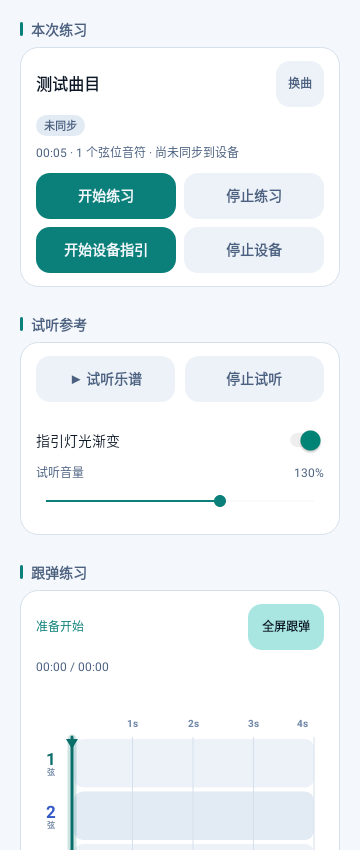 本次练习
测试曲目
换曲
未同步
00:05 · 1 个弦位音符 · 尚未同步到设备
开始练习
停止练习
开始设备指引
停止设备
试听参考
► 试听乐谱
停止试听
指引灯光渐变
试听音量
130%
跟弹练习
准备开始
全屏跟弹
00:00 / 00:00
1s 2s 3s 4s
1
弦
2
弦